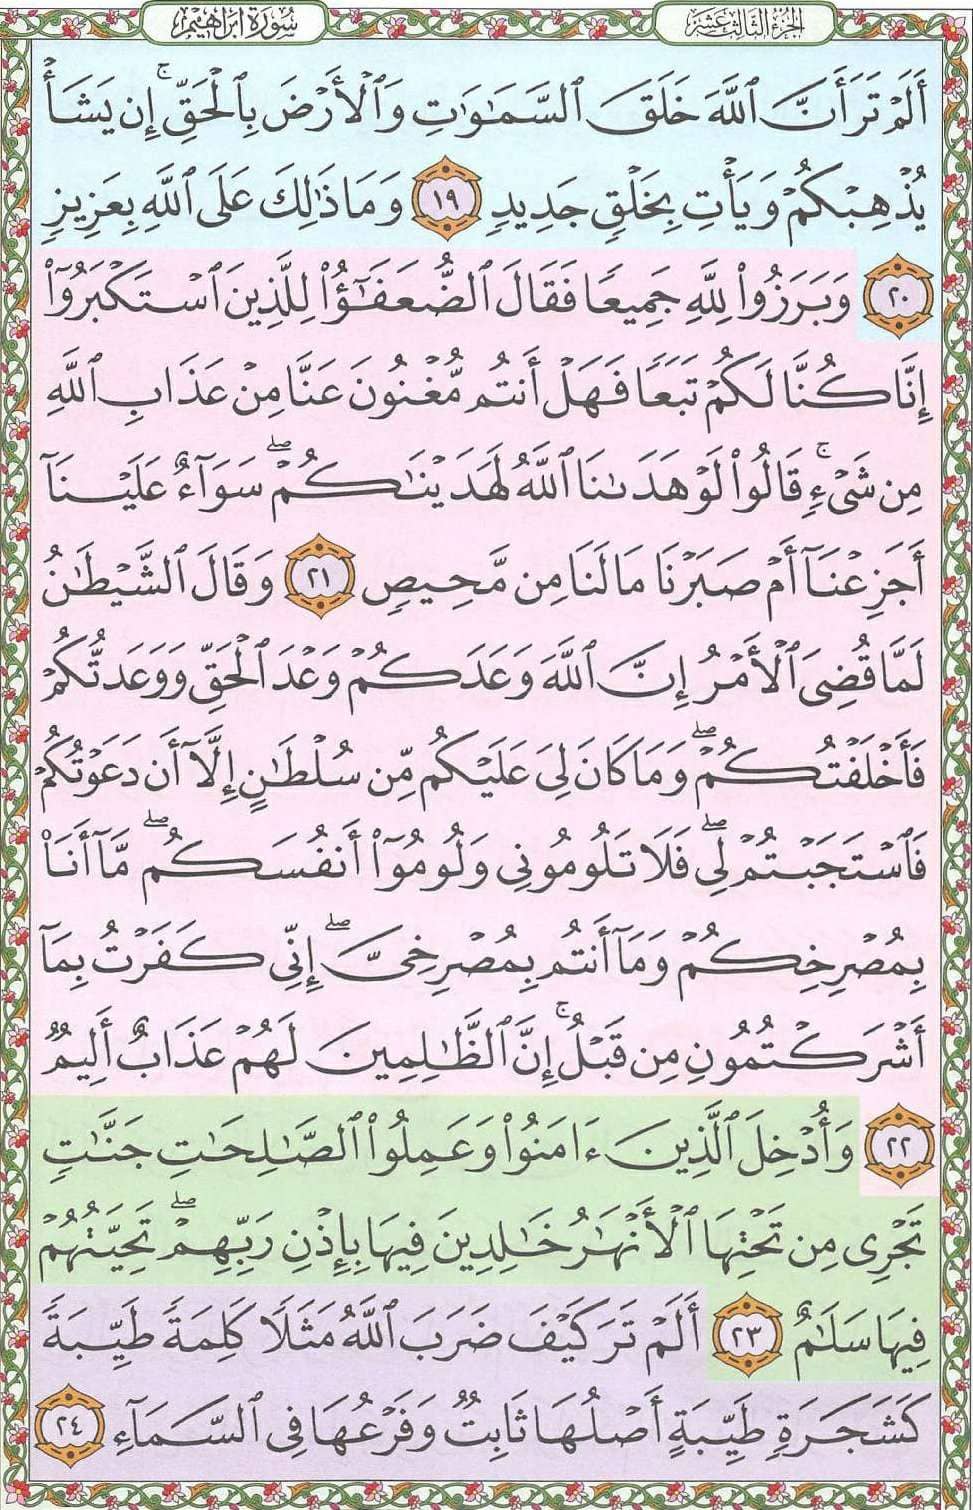 الجزء الثالث عشر
سورة إبراهيم
أَلَمْ تَرَ أَنَّ ٱللَّهَ خَلَقَ ٱلسَّمَٰوَٰتِ وَٱلْأَرْضَ بِٱلْحَقِّ ۚ إِن يَشَأْ
يُذْهِبْكُمْ وَيَأْتِ بِخَلْقٍ جَدِيدٍ ١٩ وَمَا ذَٰلِكَ عَلَى ٱللَّهِ بِعَزِيزٍ
٢٠ وَبَرَزُوا۟ لِلَّهِ جَمِيعًا فَقَالَ ٱلضُّعَفَٰٓؤُا۟ لِلَّذِينَ ٱسْتَكْبَرُوٓا۟
إِنَّا كُنَّا لَكُمْ تَبَعًا فَهَلْ أَنتُم مُّغْنُونَ عَنَّا مِنْ عَذَابِ ٱللَّهِ
مِن شَىْءٍ ۚ قَالُوا۟ لَوْ هَدَىٰنَا ٱللَّهُ لَهَدَيْنَٰكُمْ ۖ سَوَآءٌ عَلَيْنَآ
أَجَزِعْنَآ أَمْ صَبَرْنَا مَا لَنَا مِن مَّحِيصٍ ٢١ وَقَالَ ٱلشَّيْطَٰنُ
لَمَّا قُضِىَ ٱلْأَمْرُ إِنَّ ٱللَّهَ وَعَدَكُمْ وَعْدَ ٱلْحَقِّ وَوَعَدتُّكُمْ
فَأَخْلَفْتُكُمْ ۖ وَمَا كَانَ لِىَ عَلَيْكُم مِّن سُلْطَٰنٍ إِلَّآ أَن دَعَوْتُكُمْ
فَٱسْتَجَبْتُمْ لِى ۖ فَلَا تَلُومُونِى وَلُومُوٓا۟ أَنفُسَكُم ۖ مَّآ أَنَا۠
بِمُصْرِخِكُمْ وَمَآ أَنتُم بِمُصْرِخِىَّ ۖ إِنِّى كَفَرْتُ بِمَآ
أَشْرَكْتُمُونِ مِن قَبْلُ ۗ إِنَّ ٱلظَّٰلِمِينَ لَهُمْ عَذَابٌ أَلِيمٌ
٢٢ وَأُدْخِلَ ٱلَّذِينَ ءَامَنُوا۟ وَعَمِلُوا۟ ٱلصَّٰلِحَٰتِ جَنَّٰتٍ
تَجْرِى مِن تَحْتِهَا ٱلْأَنْهَٰرُ خَٰلِدِينَ فِيهَا بِإِذْنِ رَبِّهِمْ ۖ تَحِيَّتُهُمْ
فِيهَا سَلَٰمٌ ٢٣ أَلَمْ تَرَ كَيْفَ ضَرَبَ ٱللَّهُ مَثَلًا كَلِمَةً طَيِّبَةً
كَشَجَرَةٍ طَيِّبَةٍ أَصْلُهَا ثَابِتٌ وَفَرْعُهَا فِى ٱلسَّمَآءِ ٢٤